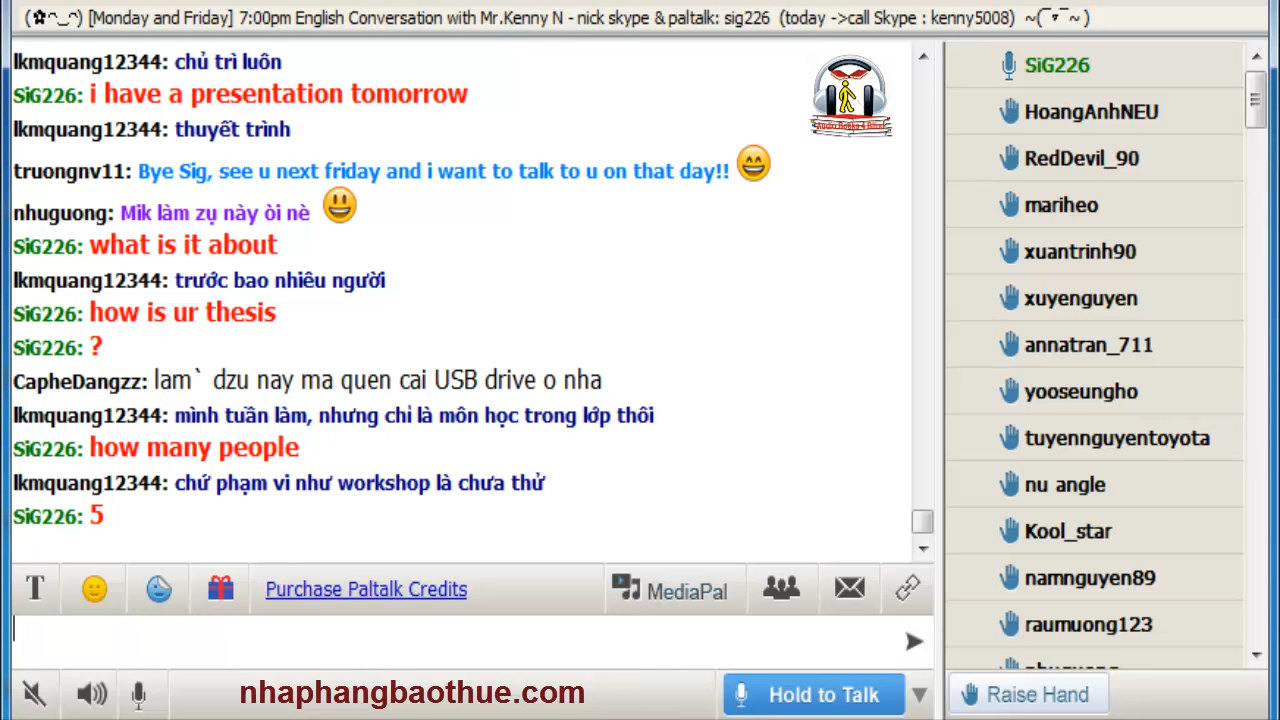 (✿◠‿◠) [Monday and Friday] 7:00pm English Conversation with Mr.Kenny N - nick skype & paltalk: sig226 (today ->call Skype : kenny5008) ~(‾▿‾~)
lkmquang12344: chủ trì luôn
SiG226: i have a presentation tomorrow
lkmquang12344: thuyết trình
truongnv11: Bye Sig, see u next friday and i want to talk to u on that day!!
nhuguong: Mik làm zụ này òi nè
SiG226: what is it about
lkmquang12344: trước bao nhiêu người
SiG226: how is ur thesis
SiG226: ?
CapheDangzz: lam` dzu nay ma quen cai USB drive o nha
lkmquang12344: mình tuần làm, nhưng chỉ là môn học trong lớp thôi
SiG226: how many people
lkmquang12344: chứ phạm vi như workshop là chưa thử
SiG226: 5
T
Purchase Paltalk Credits
MediaPal
nhaphangbaothue.com
Hold to Talk
SiG226
HoangAnhNEU
RedDevil_90
mariheo
xuantrinh90
xuyenguyen
annatran_711
yooseungho
tuyennguyentoyota
nu angle
Kool_star
namnguyen89
raumuong123
Raise Hand